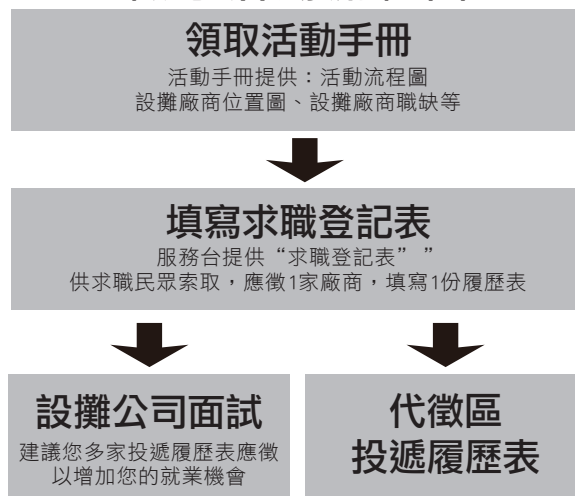 領取活動手冊
活動手冊提供：活動流程圖
設攤廠商位置圖、設攤廠商職缺等
填寫求職登記表
服務台提供“求職登記表””
供求職民眾索取，應徵1家廠商，填寫1份履歷表
設攤公司面試
建議您多家投遞履歷表應徵
以增加您的就業機會
代徵區
投遞履歷表